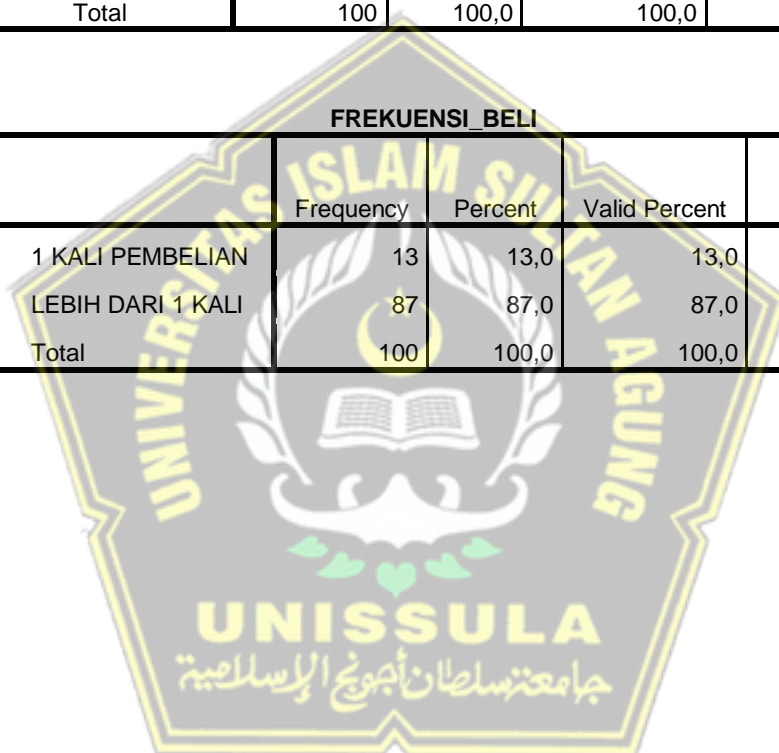 Total 100 100,0 100,0
FREKUENSI_BELI
Frequency Percent Valid Percent
1 KALI PEMBELIAN 13 13,0 13,0
LEBIH DARI 1 KALI 87 87,0 87,0
Total 100 100,0 100,0
UNIVERSITAS ISLAM SULTAN AGUNG
UNISSULA
جامعة سلطان أجونج الإسلامية